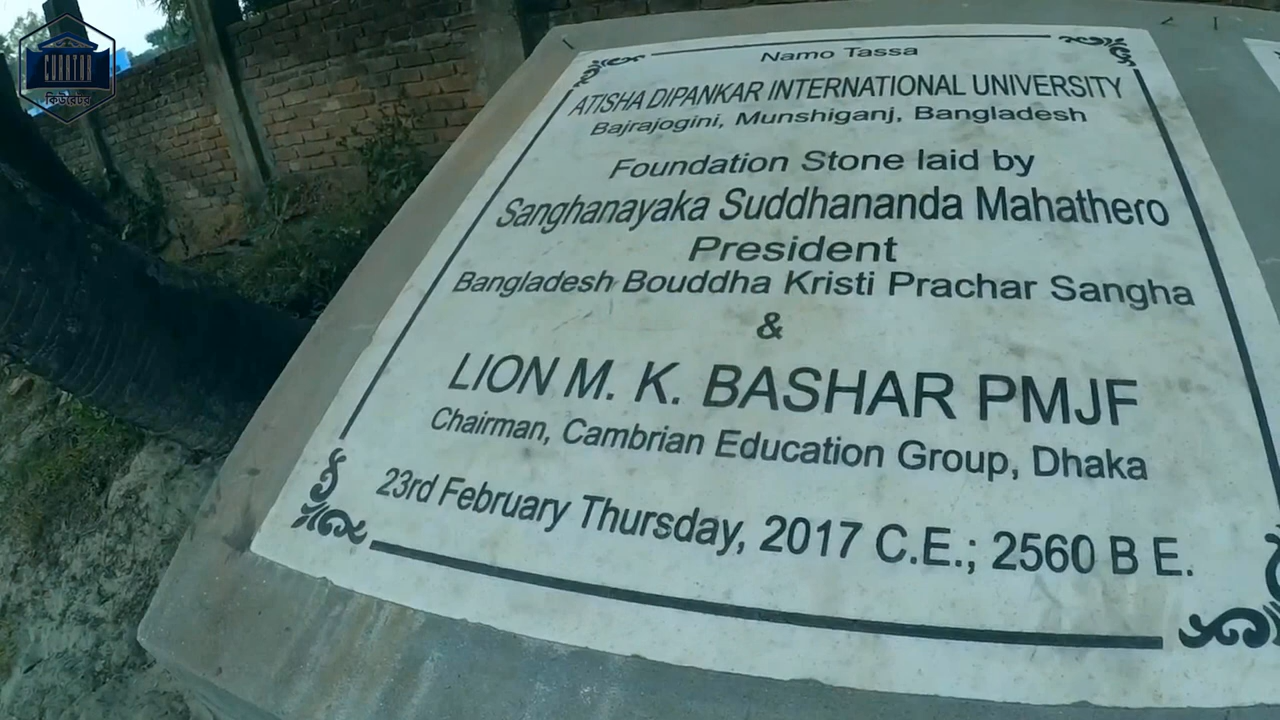 CURATOR
কিউরেটর
Namo Tassa
ATISHA DIPANKAR INTERNATIONAL UNIVERSITY
Bajrajogini, Munshiganj, Bangladesh
Foundation Stone laid by
Sanghanayaka Suddhananda Mahathero
President
Bangladesh Bouddha Kristi Prachar Sangha
&
LION M. K. BASHAR PMJF
Chairman, Cambrian Education Group, Dhaka
23rd February Thursday, 2017 C.E.; 2560 B E.